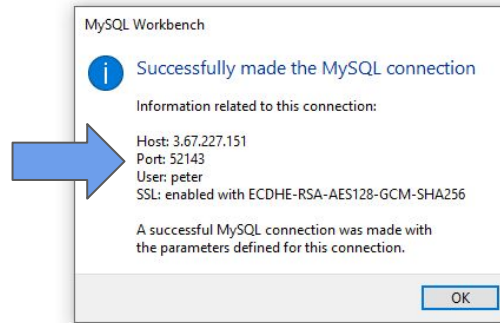 MySQL Workbench
Successfully made the MySQL connection
Information related to this connection:
Host: 3.67.227.151
Port: 52143
User: peter
SSL: enabled with ECDHE-RSA-AES128-GCM-SHA256
A successful MySQL connection was made with
the parameters defined for this connection.
OK